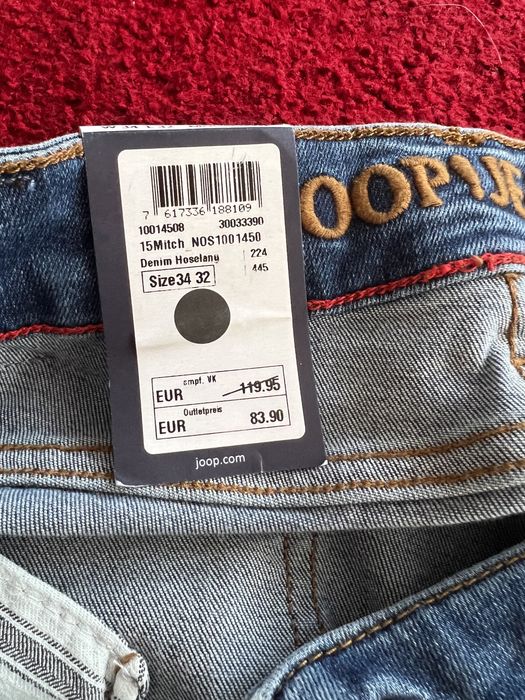 OOP! JE
7 617336 188109
10014508 30033390
15Mitch_NOS1001450
Denim Hoselang 224
445
Size34 32
empf. VK
EUR 119.95
Outletpreis
EUR 83.90
joop.com